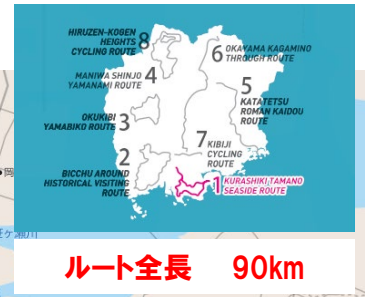 HIRUZEN-KOGEN
HEIGHTS
CYCLING ROUTE
8
6
OKAYAMA KAGAMINO
THROUGH ROUTE
MANIWA SHINJO
YAMANAMI ROUTE
4
5
KATATETSU
ROMAN KAIDOU
ROUTE
OKUKIBI
YAMABIKO ROUTE
3
7
KIBIJI
CYCLING
ROUTE
2
BICCHU AROUND
HISTORICAL VISITING
ROUTE
1
KURASHIKI TAMANO
SEASIDE ROUTE
ルート全長 90km